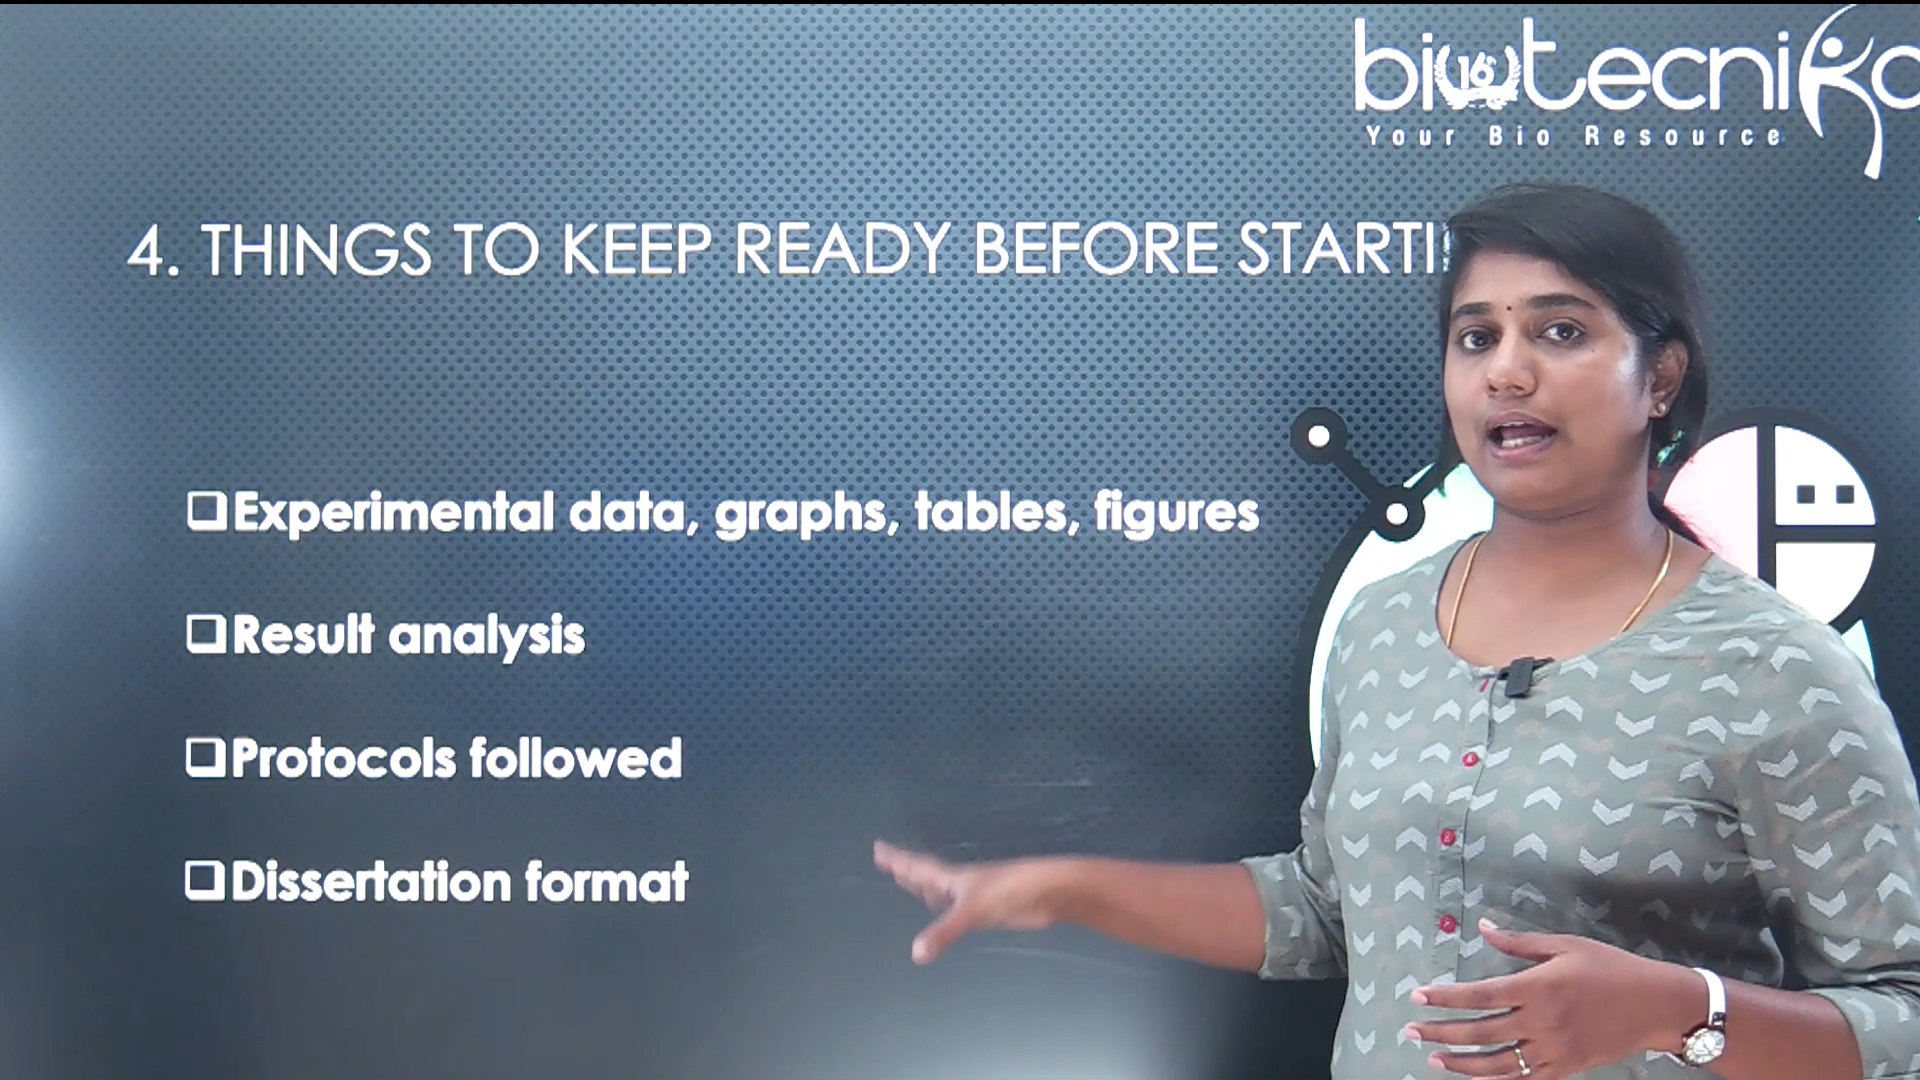 biotecnika
16
Your Bio Resource
4. THINGS TO KEEP READY BEFORE
Experimental data, graphs, tables, figures
Result analysis
Protocols followed
Dissertation format